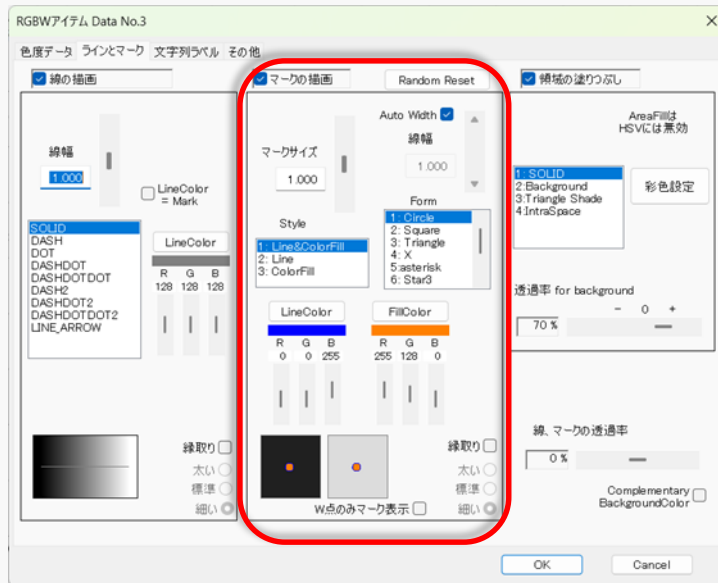 RGBWアイテム Data No.3
色度データ ラインとマーク 文字列ラベル その他
線の描画
線幅
1.000
LineColor
= Mark
SOLID
DASH
DOT
DASHDOT
DASHDOTDOT
DASH2
DASHDOT2
DASHDOTDOT2
LINE_ARROW
LineColor
R G B
128 128 128
縁取り
太い
標準
細い
マークの描画
Random Reset
Auto Width
線幅
1.000
マークサイズ
1.000
Form
1: Circle
2: Square
3: Triangle
4: X
5:asterisk
6: Star3
Style
1: Line&ColorFill
2: Line
3: ColorFill
LineColor
R G B
0 0 255
FillColor
R G B
255 128 0
縁取り
太い
標準
細い
W点のみマーク表示
領域の塗りつぶし
AreaFillは
HSVには無効
1: SOLID
2:Background
3:Triangle Shade
4:IntraSpace
彩色設定
透過率 for background
- 0 +
70 %
線、マークの透過率
0 %
Complementary
BackgroundColor
OK
Cancel